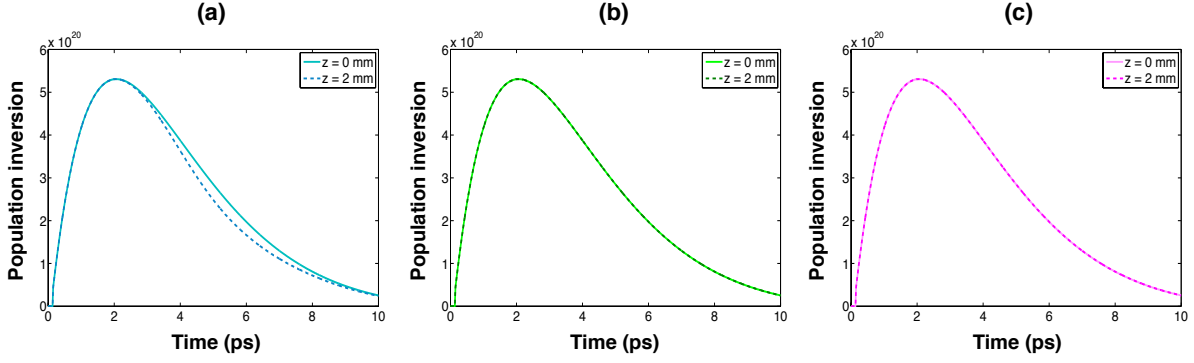 (a)
6 x 10^20
5
4
3
2
1
0
0 2 4 6 8 10
Population inversion
Time (ps)
z = 0 mm
z = 2 mm
(b)
6 x 10^20
5
4
3
2
1
0
0 2 4 6 8 10
Population inversion
Time (ps)
z = 0 mm
z = 2 mm
(c)
6 x 10^20
5
4
3
2
1
0
0 2 4 6 8 10
Population inversion
Time (ps)
z = 0 mm
z = 2 mm